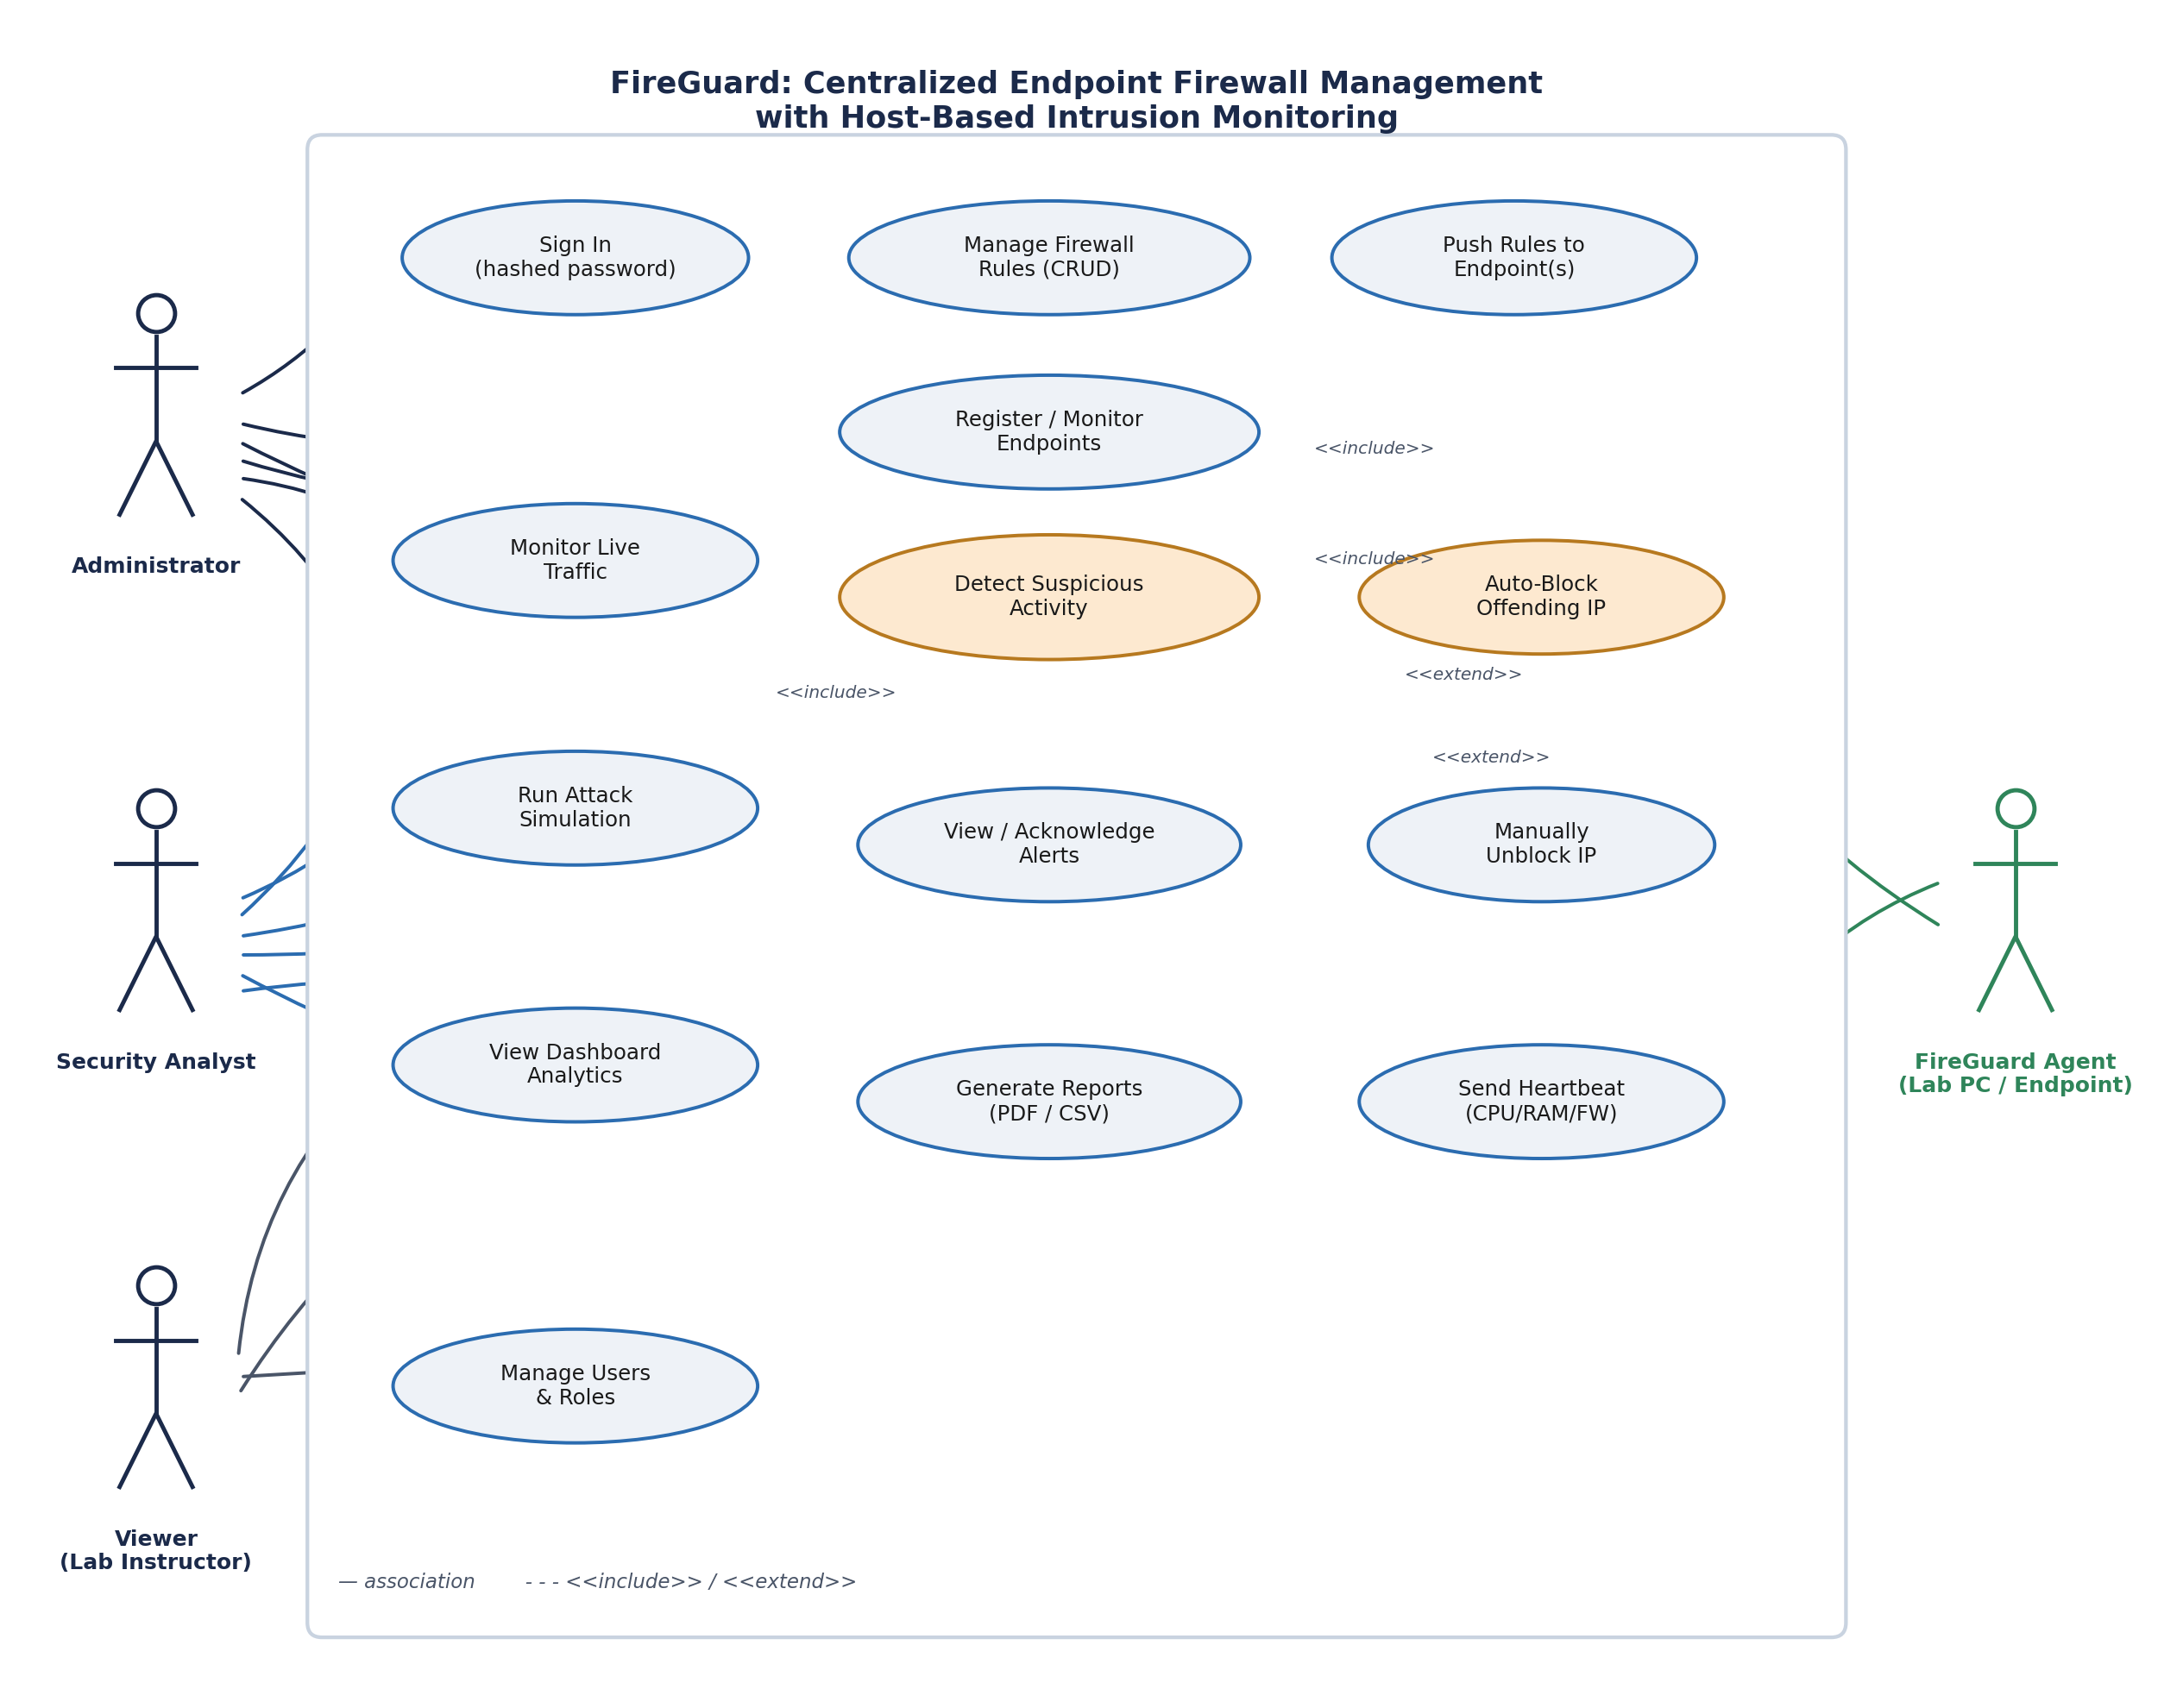 FireGuard: Centralized Endpoint Firewall Management
with Host-Based Intrusion Monitoring
Sign In
(hashed password)
Manage Firewall
Rules (CRUD)
Push Rules to
Endpoint(s)
Register / Monitor
Endpoints
<<include>>
Administrator
Monitor Live
Traffic
Detect Suspicious
Activity
<<include>>
Auto-Block
Offending IP
<<include>>
<<extend>>
<<extend>>
Run Attack
Simulation
View / Acknowledge
Alerts
Manually
Unblock IP
Security Analyst
View Dashboard
Analytics
Generate Reports
(PDF / CSV)
Send Heartbeat
(CPU/RAM/FW)
FireGuard Agent
(Lab PC / Endpoint)
Manage Users
& Roles
Viewer
(Lab Instructor)
— association - - - <<include>> / <<extend>>